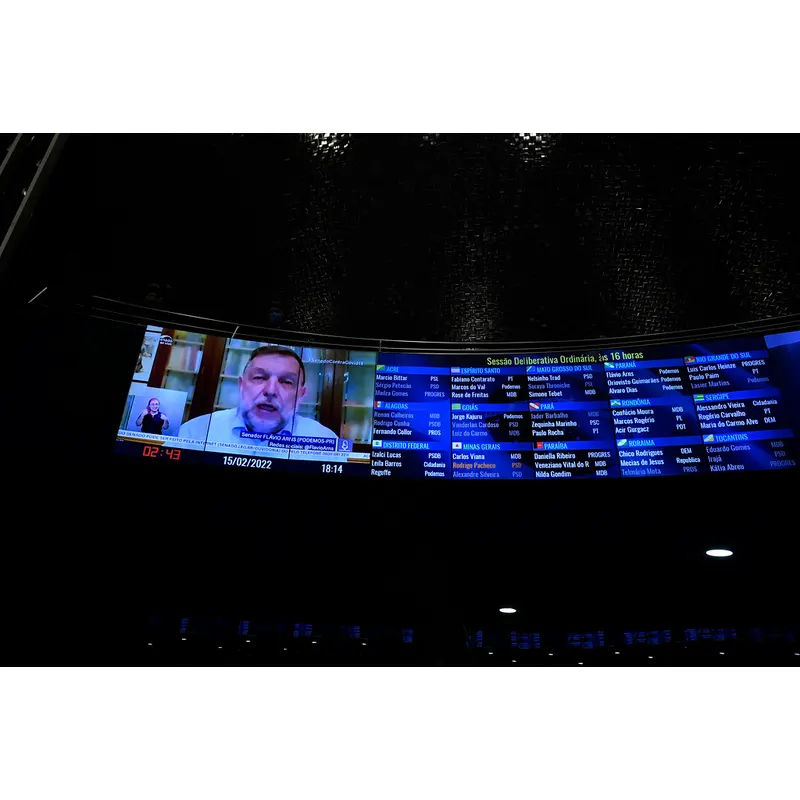 Sessão Deliberativa Ordinária, às 16 horas
SenadoContraCovid19
Senador FLÁVIO ARNS (PODEMOS-PR)
Redes sociais: @FlavioArns
02:43
15/02/2022
18:14
ACRE
Marcio Bittar PSL
Sérgio Petecão PSD
Mailza Gomes PROGRES
ALAGOAS
Renan Calheiros MDB
Rodrigo Cunha PSDB
Fernando Collor PROS
DISTRITO FEDERAL
Izalci Lucas PSDB
Leila Barros Cidadania
Reguffe Podemos
ESPÍRITO SANTO
Fabiano Contarato PT
Marcos do Val Podemos
Rose de Freitas MDB
GOIÁS
Jorge Kajuru Podemos
Vanderlan Cardoso PSD
Luiz do Carmo MDB
MINAS GERAIS
Carlos Viana MDB
Rodrigo Pacheco PSD
Alexandre Silveira PSD
MATO GROSSO DO SUL
Nelsinho Trad PSD
Soraya Thronicke PSL
Simone Tebet MDB
PARÁ
Jader Barbalho MDB
Zequinha Marinho PSC
Paulo Rocha PT
PARAÍBA
Daniella Ribeiro PROGRES
Veneziano Vital do R MDB
Nilda Gondim MDB
PARANÁ
Flávio Arns Podemos
Oriovisto Guimarães Podemos
Alvaro Dias Podemos
RONDÔNIA
Confúcio Moura MDB
Marcos Rogério PL
Acir Gurgacz PDT
RORAIMA
Chico Rodrigues DEM
Mecias de Jesus Republica
Telmário Mota PROS
RIO GRANDE DO SUL
Luis Carlos Heinze PROGRES
Paulo Paim PT
Lasier Martins Podemos
SERGIPE
Alessandro Vieira Cidadania
Rogério Carvalho PT
Maria do Carmo Alves DEM
TOCANTINS
Eduardo Gomes MDB
Irajá PSD
Kátia Abreu PROGRES